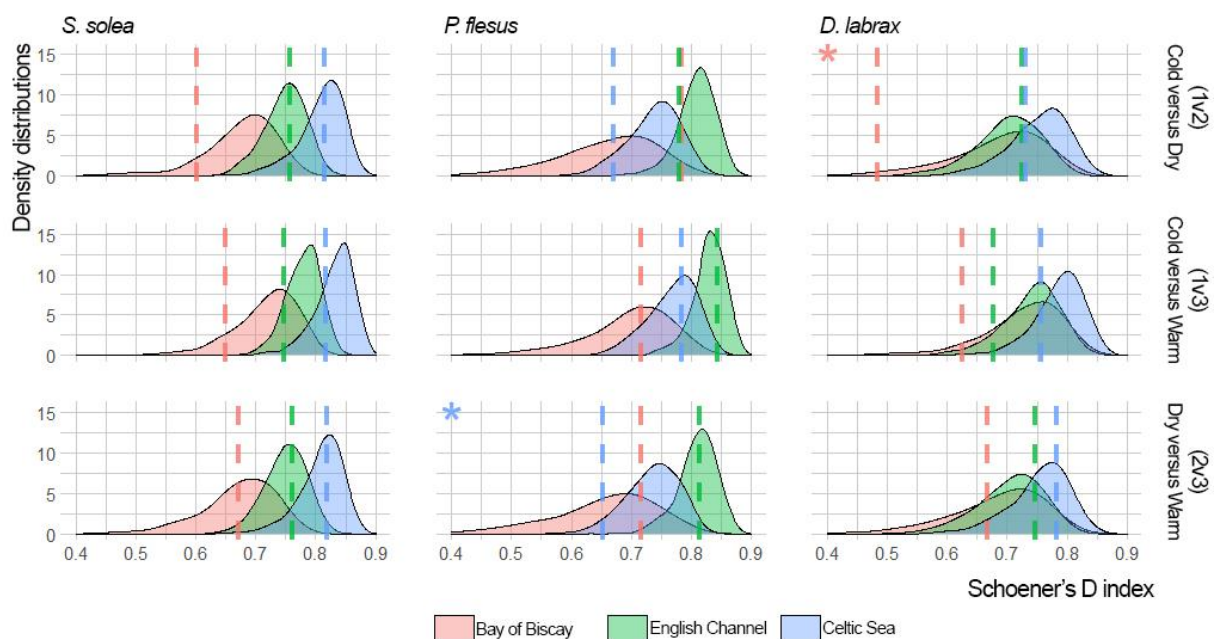 S. solea P. flesus D. labrax
Density distributions
15
10
5
0
Cold versus Dry
(1v2)
*
15
10
5
0
Cold versus Warm
(1v3)
15
10
5
0
*
Dry versus Warm
(2v3)
0.4 0.5 0.6 0.7 0.8 0.9 0.4 0.5 0.6 0.7 0.8 0.9 0.4 0.5 0.6 0.7 0.8 0.9
Schoener's D index
Bay of Biscay English Channel Celtic Sea